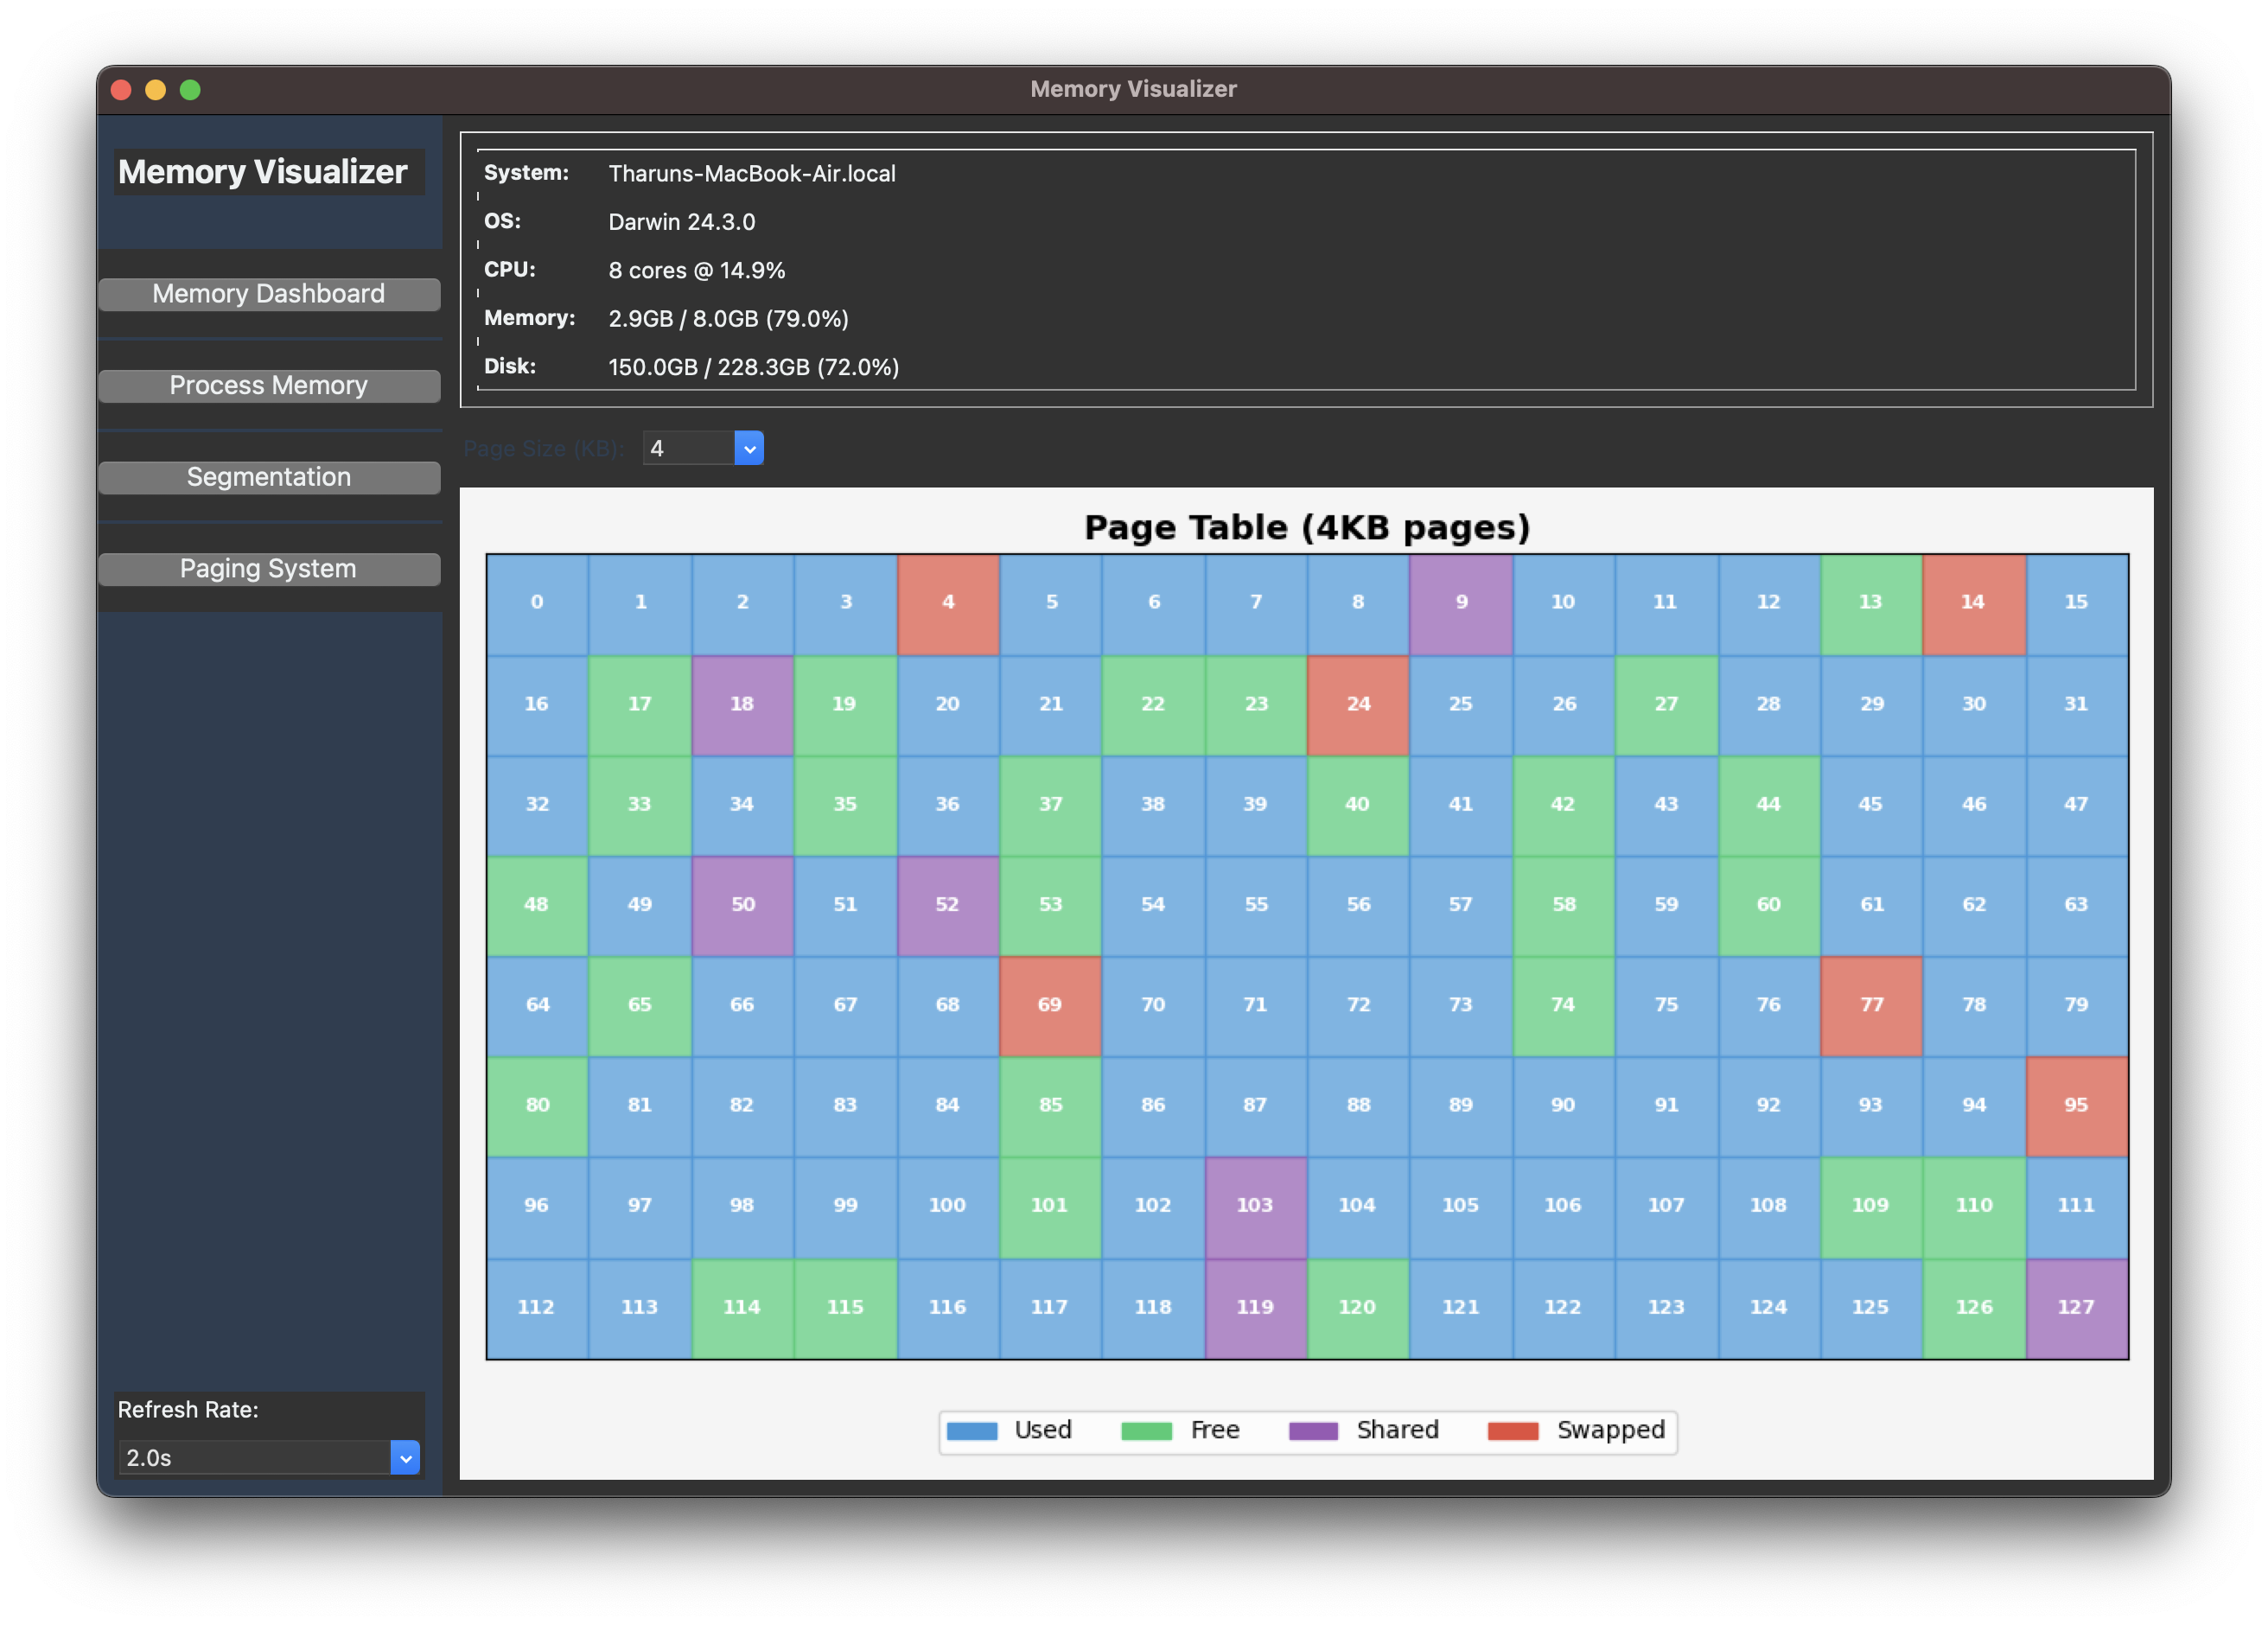 Memory Visualizer
Memory Visualizer
Memory Dashboard
Process Memory
Segmentation
Paging System
Refresh Rate:
2.0s
System: Tharuns-MacBook-Air.local
OS: Darwin 24.3.0
CPU: 8 cores @ 14.9%
Memory: 2.9GB / 8.0GB (79.0%)
Disk: 150.0GB / 228.3GB (72.0%)
Page Size (KB): 4
Page Table (4KB pages)
0 1 2 3 4 5 6 7 8 9 10 11 12 13 14 15
16 17 18 19 20 21 22 23 24 25 26 27 28 29 30 31
32 33 34 35 36 37 38 39 40 41 42 43 44 45 46 47
48 49 50 51 52 53 54 55 56 57 58 59 60 61 62 63
64 65 66 67 68 69 70 71 72 73 74 75 76 77 78 79
80 81 82 83 84 85 86 87 88 89 90 91 92 93 94 95
96 97 98 99 100 101 102 103 104 105 106 107 108 109 110 111
112 113 114 115 116 117 118 119 120 121 122 123 124 125 126 127
Used Free Shared Swapped